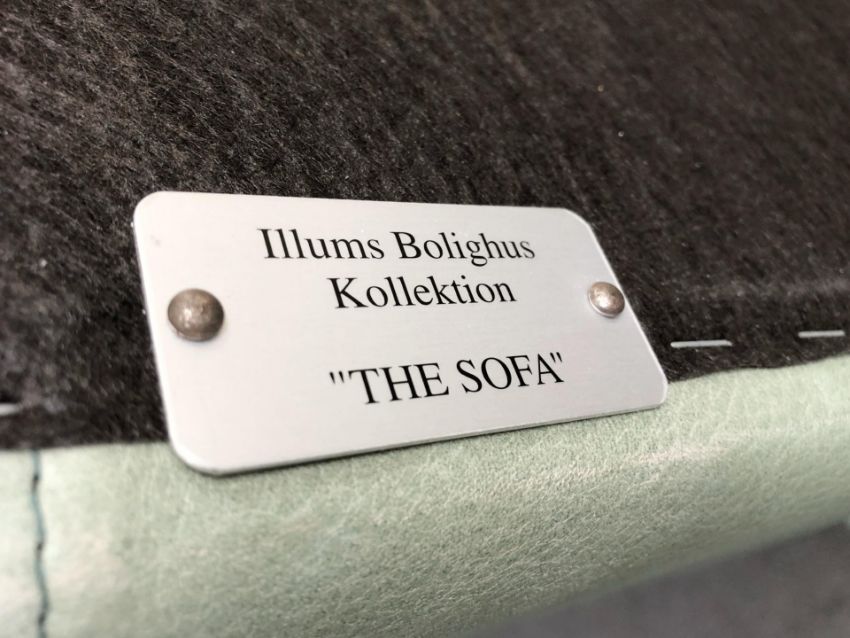 Illums Bolighus
Kollektion
"THE SOFA"